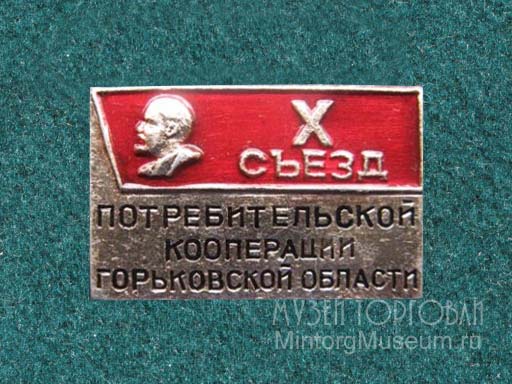 X
СЪЕЗД
ПОТРЕБИТЕЛЬСКОЙ
КООПЕРАЦИИ
ГОРЬКОВСКОЙ ОБЛАСТИ
МУЗЕЙ ТОРГОВЛИ
MintorgMuseum.ru